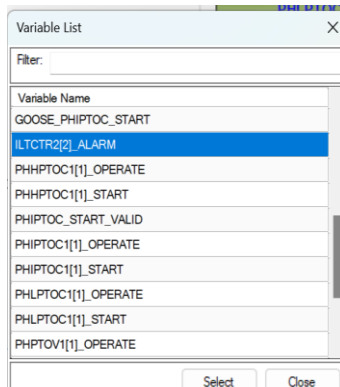 Variable List
Filter:
Variable Name
GOOSE_PHIPTOC_START
ILTCTR2[2]_ALARM
PHHPTOC1[1]_OPERATE
PHHPTOC1[1]_START
PHIPTOC_START_VALID
PHIPTOC1[1]_OPERATE
PHIPTOC1[1]_START
PHLPTOC1[1]_OPERATE
PHLPTOC1[1]_START
PHPTOV1[1]_OPERATE
Select Close